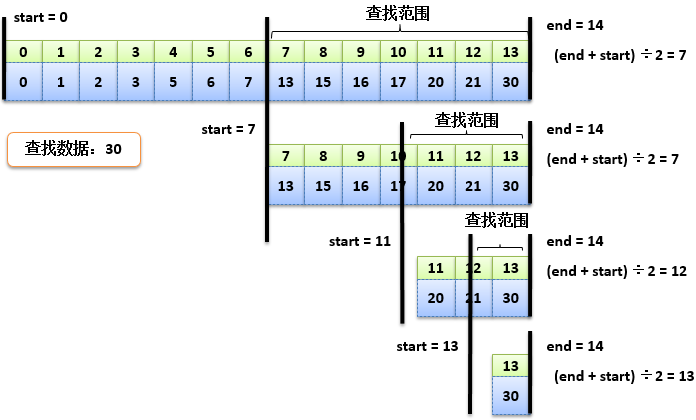 start = 0
查找范围
end = 14
0 1 2 3 4 5 6 7 8 9 10 11 12 13
(end + start) ÷ 2 = 7
0 1 2 3 5 6 7 13 15 16 17 20 21 30
start = 7
查找范围
end = 14
查找数据：30
7 8 9 10 11 12 13
(end + start) ÷ 2 = 7
13 15 16 17 20 21 30
查找范围
start = 11
end = 14
11 12 13
(end + start) ÷ 2 = 12
20 21 30
start = 13
end = 14
13
(end + start) ÷ 2 = 13
30